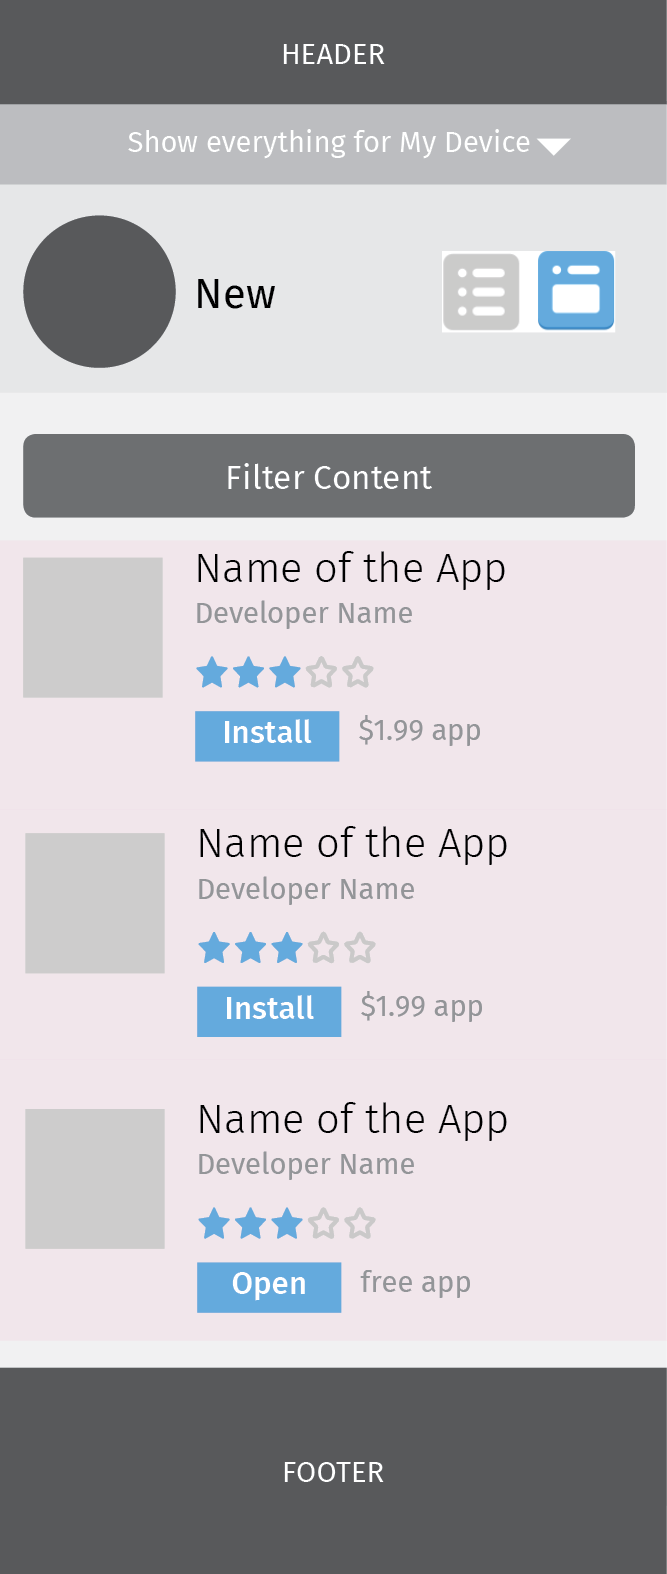 HEADER
Show everything for My Device
New
Filter Content
Name of the App
Developer Name
Install $1.99 app
Name of the App
Developer Name
Install $1.99 app
Name of the App
Developer Name
Open free app
FOOTER